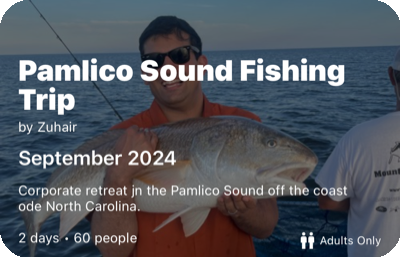 Pamlico Sound Fishing
Trip
by Zuhair
September 2024
Corporate retreat jn the Pamlico Sound off the coast
ode North Carolina.
2 days • 60 people
Adults Only